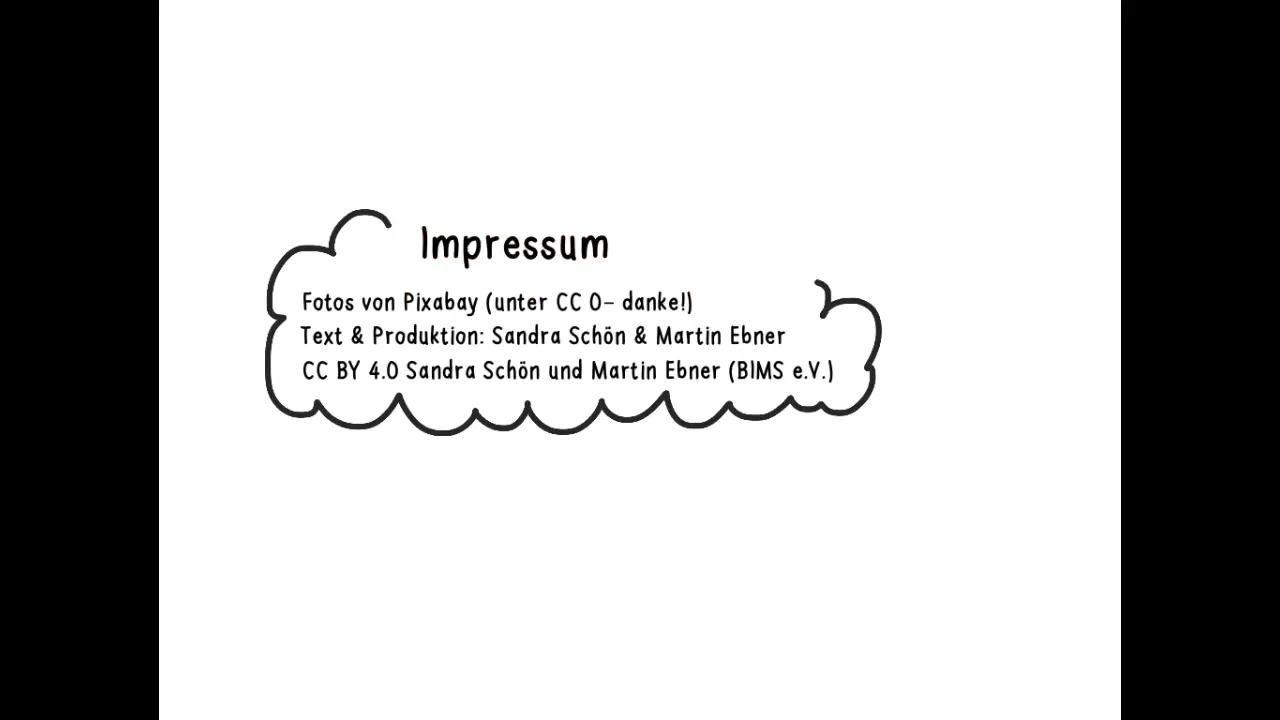 Impressum
Fotos von Pixabay (unter CC 0- danke!)
Text & Produktion: Sandra Schön & Martin Ebner
CC BY 4.0 Sandra Schön und Martin Ebner (BIMS e.V.)